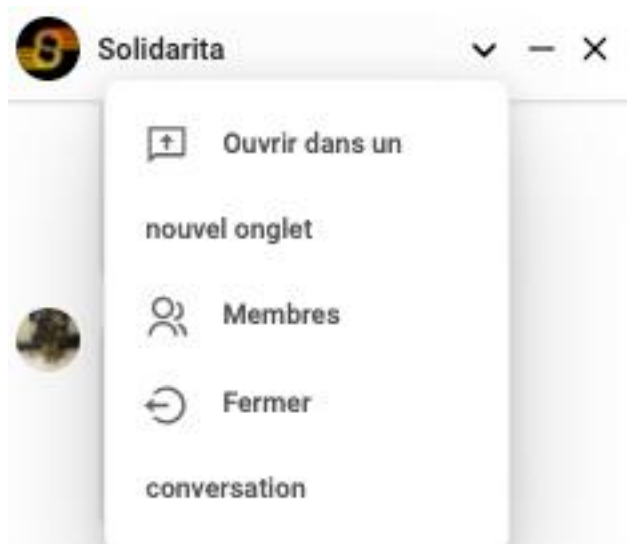 Solidarita
Ouvrir dans un
nouvel onglet
Membres
Fermer
conversation